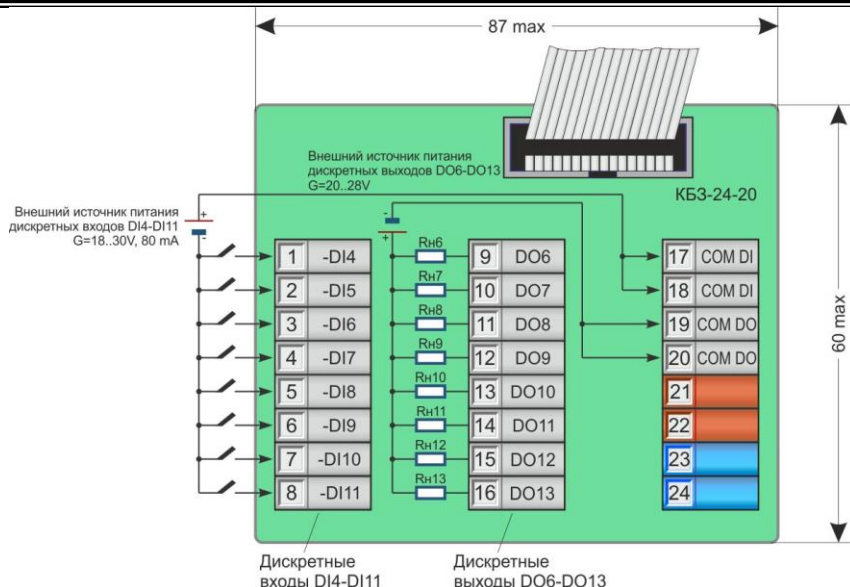 87 max
Внешний источник питания
дискретных выходов DO6-DO13
G=20..28V
КБЗ-24-20
Внешний источник питания
дискретных входов DI4-DI11
G=18..30V, 80 mA
+
-
-
+
1 -DI4
2 -DI5
3 -DI6
4 -DI7
5 -DI8
6 -DI9
7 -DI10
8 -DI11
Rн6
Rн7
Rн8
Rн9
Rн10
Rн11
Rн12
Rн13
9 DO6
10 DO7
11 DO8
12 DO9
13 DO10
14 DO11
15 DO12
16 DO13
17 COM DI
18 COM DI
19 COM DO
20 COM DO
21
22
23
24
60 max
Дискретные
входы DI4-DI11
Дискретные
выходы DO6-DO13